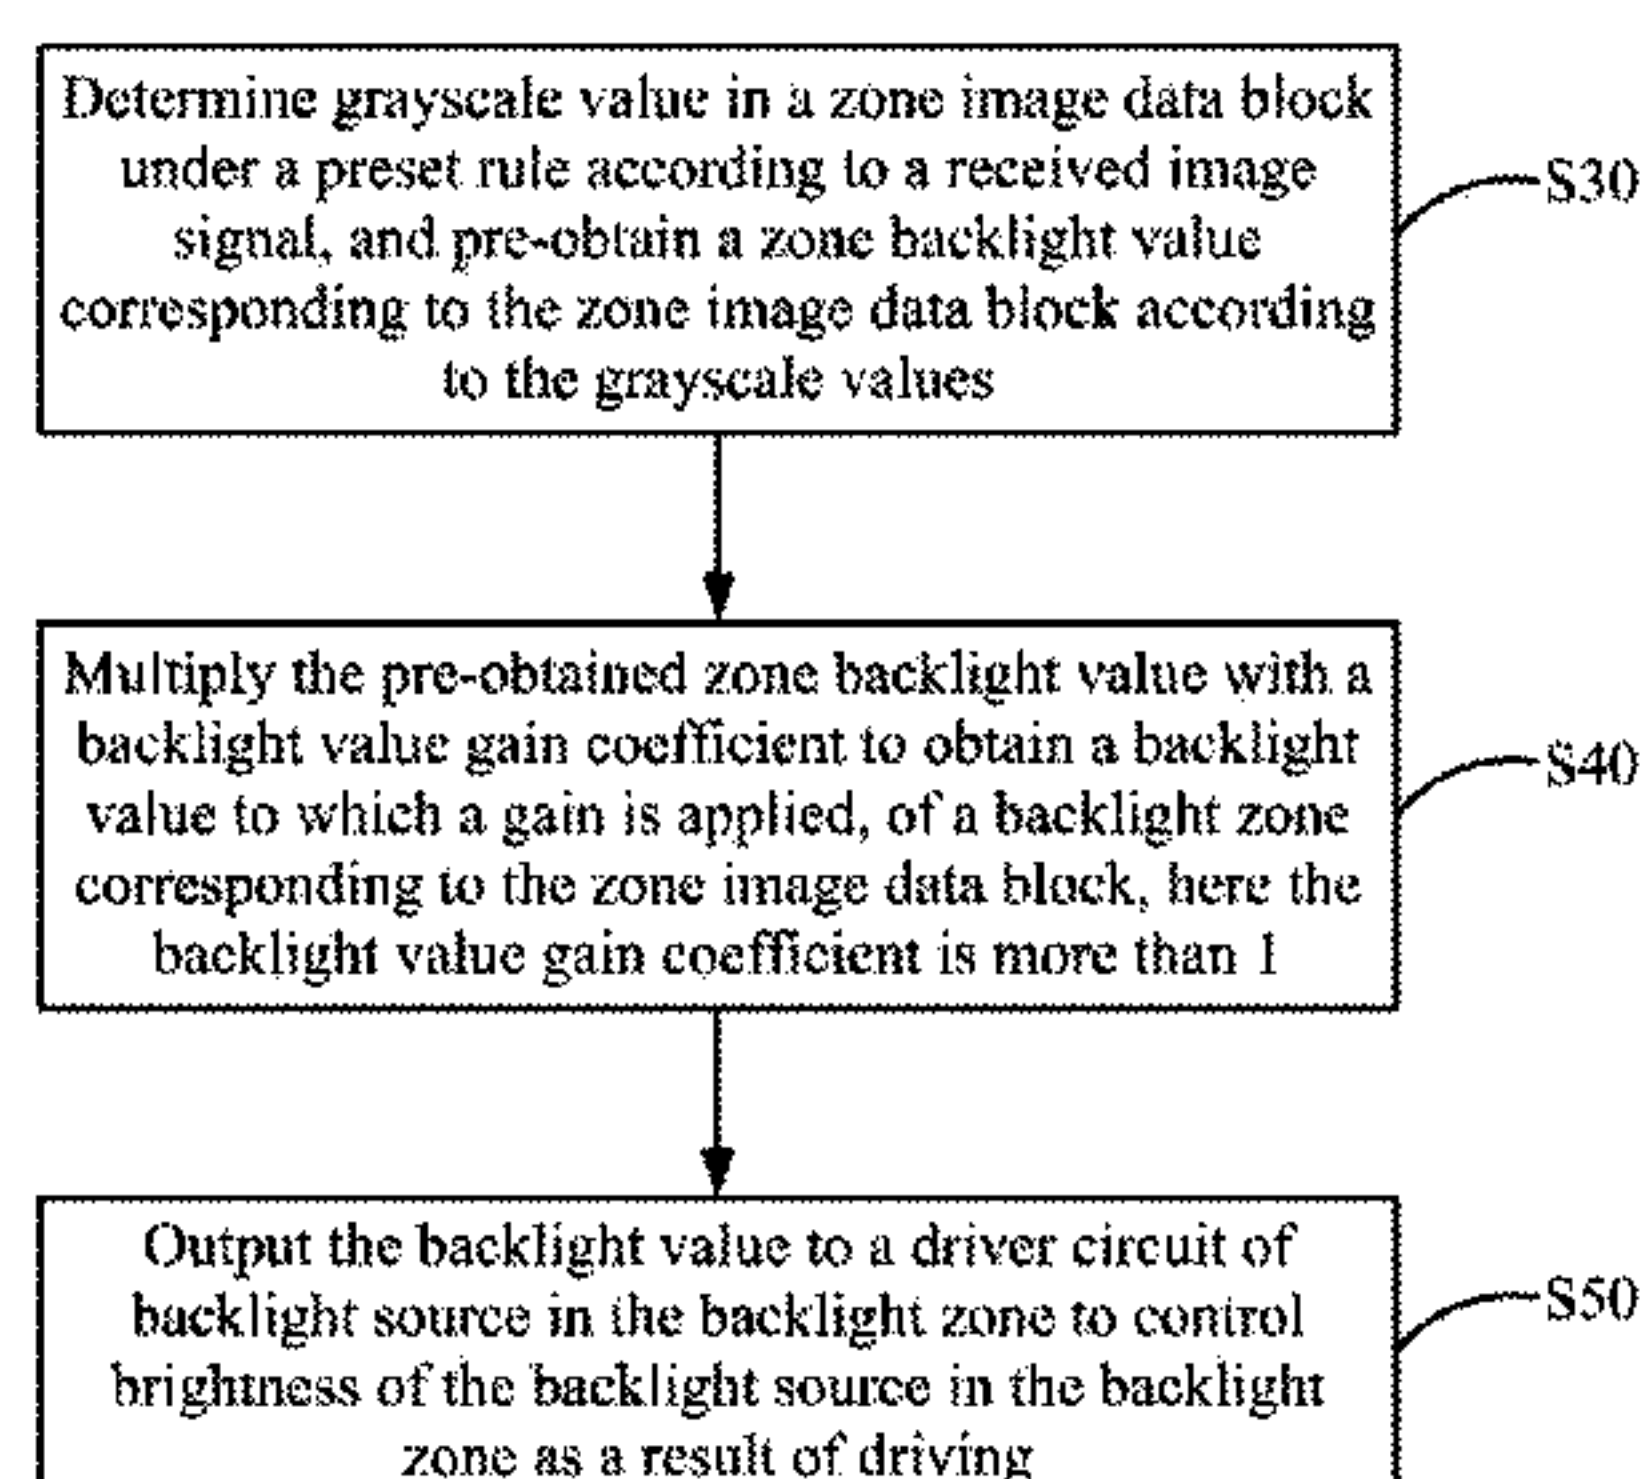 Determine grayscale value in a zone image data block
under a preset rule according to a received image
signal, and pre-obtain a zone backlight value
corresponding to the zone image data block according
to the grayscale values
S30
Multiply the pre-obtained zone backlight value with a
backlight value gain coefficient to obtain a backlight
value to which a gain is applied, of a backlight zone
corresponding to the zone image data block, here the
backlight value gain coefficient is more than 1
S40
Output the backlight value to a driver circuit of
backlight source in the backlight zone to control
brightness of the backlight source in the backlight
zone as a result of driving
S50